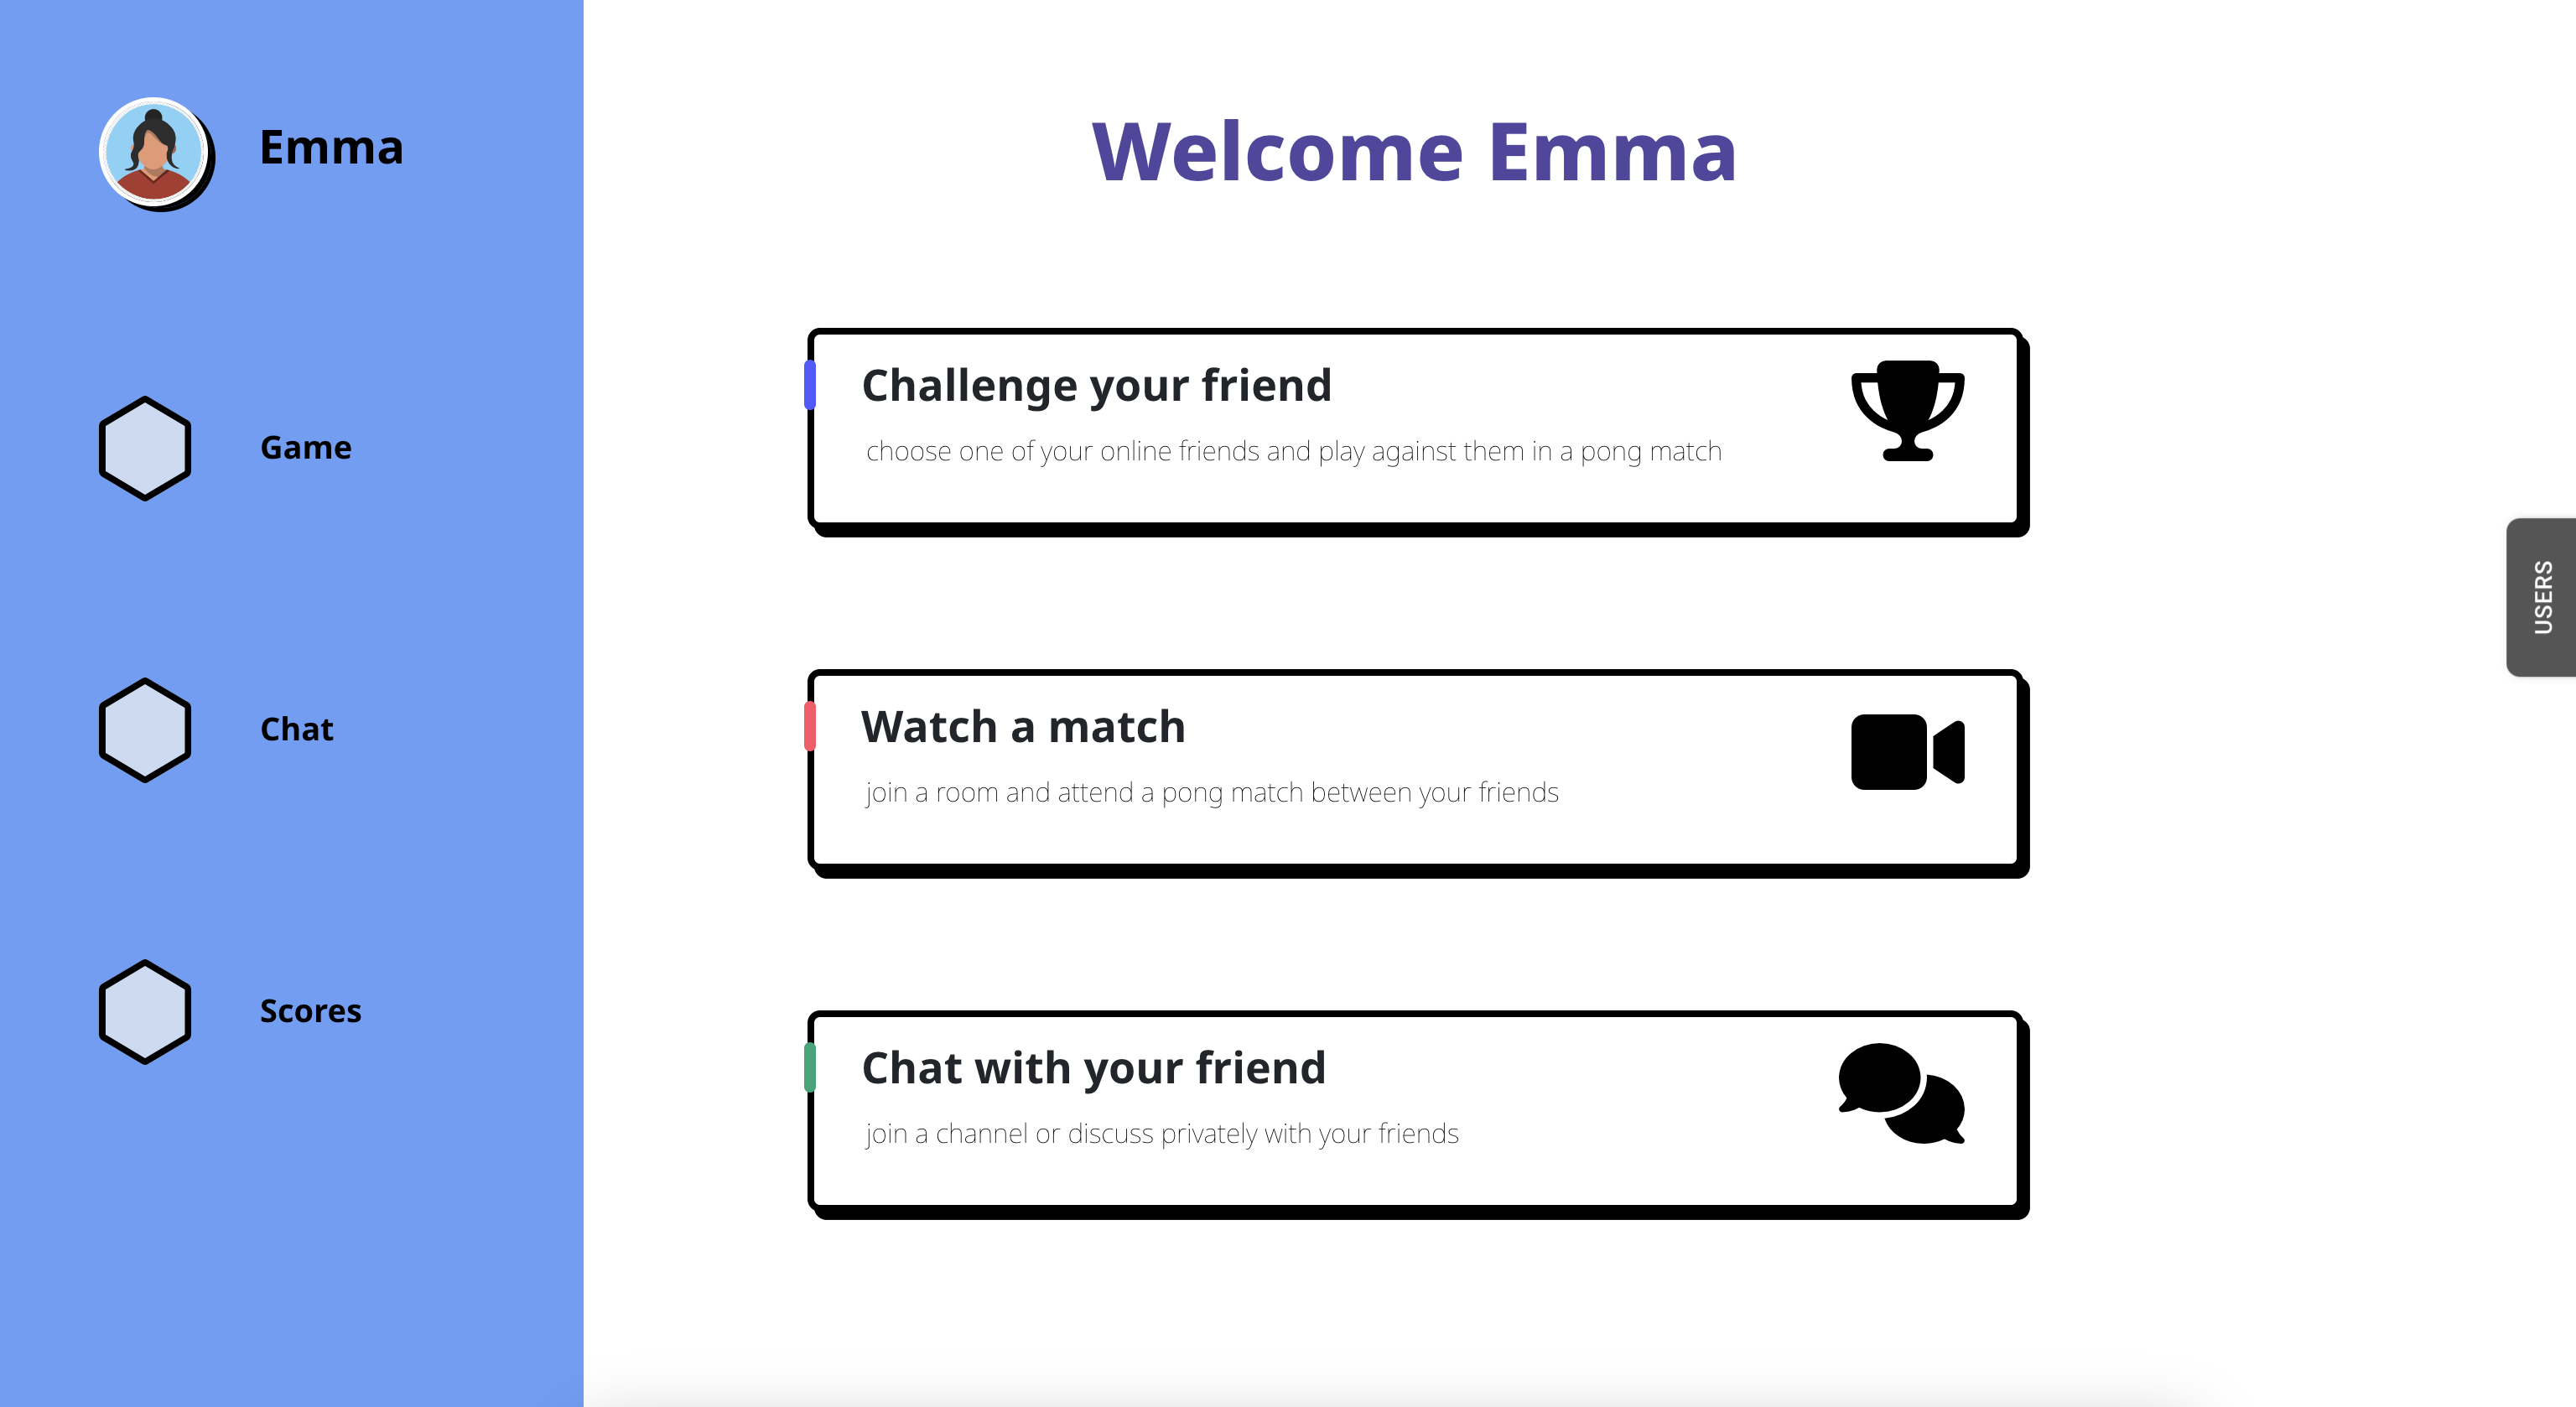 Emma
Game
Chat
Scores
Welcome Emma
Challenge your friend
choose one of your online friends and play against them in a pong match
Watch a match
join a room and attend a pong match between your friends
Chat with your friend
join a channel or discuss privately with your friends
USERS